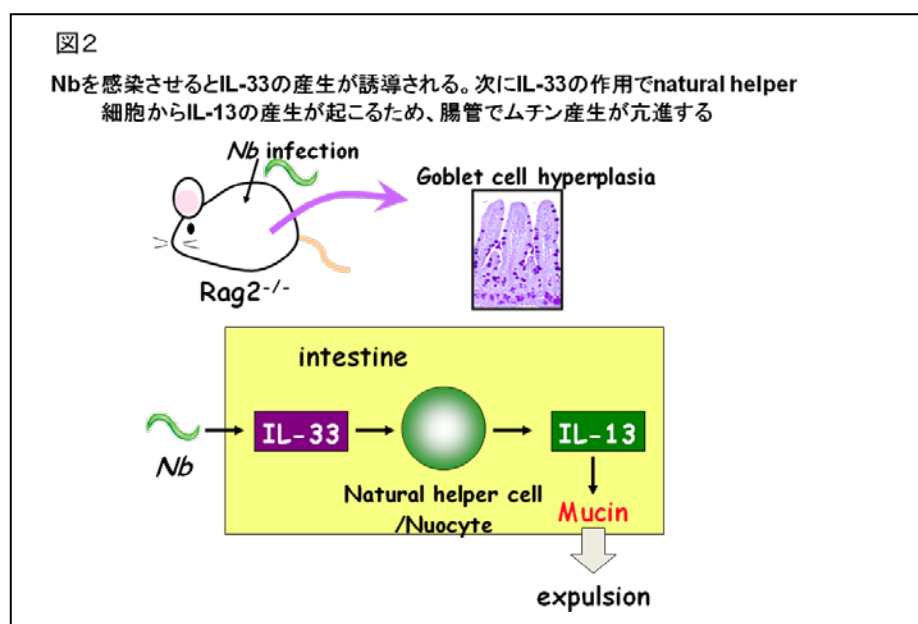 図2
Nbを感染させるとIL-33の産生が誘導される。次にIL-33の作用でnatural helper
細胞からIL-13の産生が起こるため、腸管でムチン産生が亢進する
Nb infection
Goblet cell hyperplasia
Rag2-/-
intestine
Nb
IL-33
IL-13
Natural helper cell
/Nuocyte
Mucin
expulsion